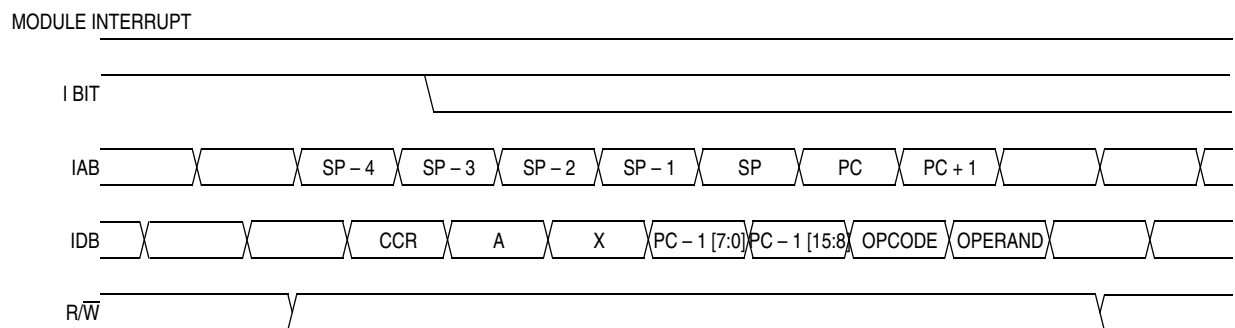 MODULE INTERRUPT
I BIT
IAB SP – 4 SP – 3 SP – 2 SP – 1 SP PC PC + 1
IDB CCR A X PC – 1 [7:0] PC – 1 [15:8] OPCODE OPERAND
R/W̅